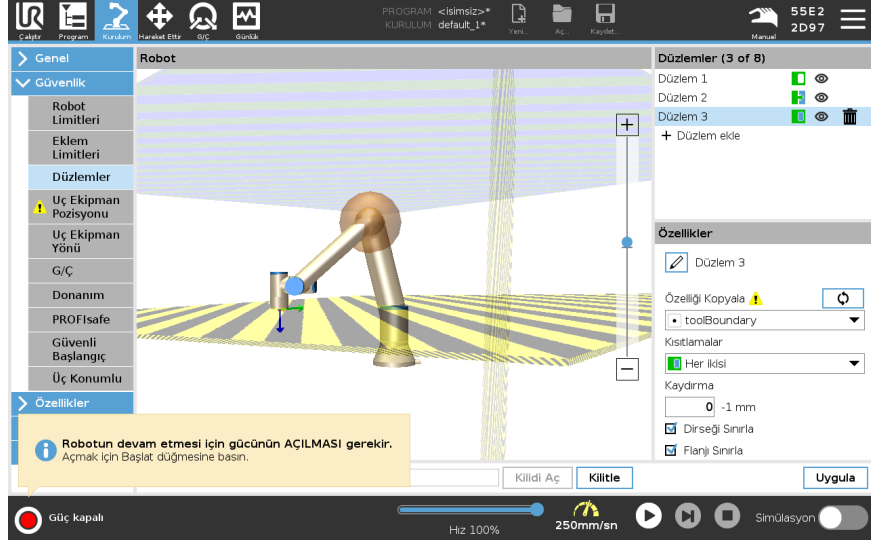 PROGRAM <isimsiz>*
KURULUM default_1*
55E2
2D97
Çalıştır
Program
Kurulum
Hareket Ettir
G/Ç
Günlük
Yeni...
Aç...
Kaydet...
Manuel
Genel
Güvenlik
Robot
Limitleri
Eklem
Limitleri
Düzlemler
Uç Ekipman
Pozisyonu
Uç Ekipman
Yönü
G/Ç
Donanım
PROFIsafe
Güvenli
Başlangıç
Üç Konumlu
Özellikler
Robot
Düzlemler (3 of 8)
Düzlem 1
Düzlem 2
Düzlem 3
+ Düzlem ekle
Özellikler
Düzlem 3
Özelliği Kopyala
toolBoundary
Kısıtlamalar
Her ikisi
Kaydırma
0 -1 mm
Dirseği Sınırla
Flanjı Sınırla
Robotun devam etmesi için gücünün AÇILMASI gerekir.
Açmak için Başlat düğmesine basın.
Kilidi Aç
Kilitle
Uygula
Güç kapalı
Hız 100%
250mm/sn
Simülasyon